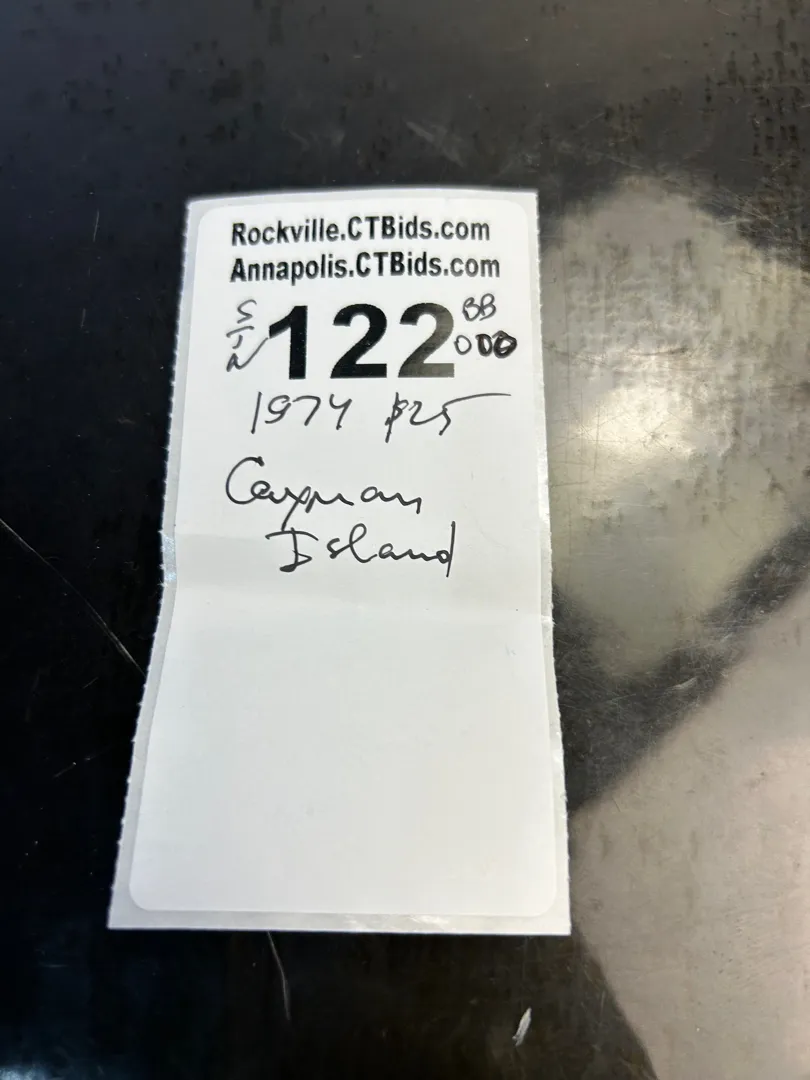 Rockville.CTBids.com
Annapolis.CTBids.com
122
BB
000
1974 $25
Cayman
Island